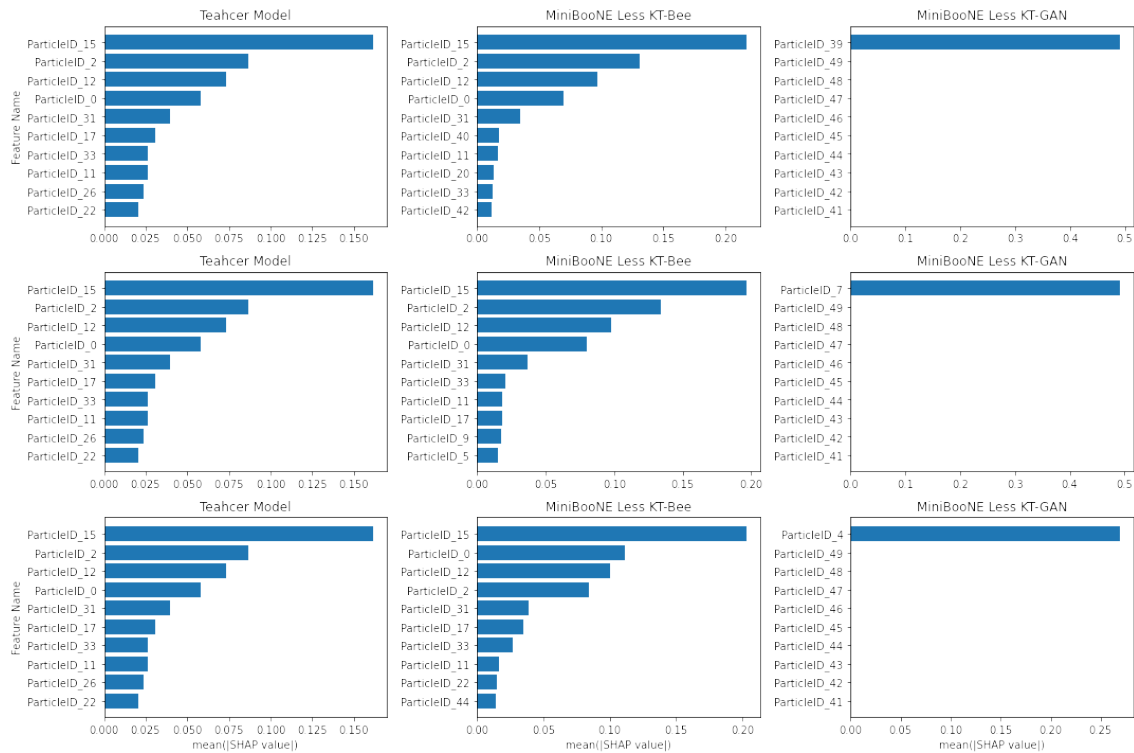 Teahcer Model
MiniBooNE Less KT-Bee
MiniBooNE Less KT-GAN
Feature Name
ParticleID_15
ParticleID_2
ParticleID_12
ParticleID_0
ParticleID_31
ParticleID_17
ParticleID_33
ParticleID_11
ParticleID_26
ParticleID_22
0.000 0.025 0.050 0.075 0.100 0.125 0.150
ParticleID_15
ParticleID_2
ParticleID_12
ParticleID_0
ParticleID_31
ParticleID_40
ParticleID_11
ParticleID_20
ParticleID_33
ParticleID_42
0.00 0.05 0.10 0.15 0.20
ParticleID_39
ParticleID_49
ParticleID_48
ParticleID_47
ParticleID_46
ParticleID_45
ParticleID_44
ParticleID_43
ParticleID_42
ParticleID_41
0.0 0.1 0.2 0.3 0.4 0.5
Teahcer Model
MiniBooNE Less KT-Bee
MiniBooNE Less KT-GAN
Feature Name
ParticleID_15
ParticleID_2
ParticleID_12
ParticleID_0
ParticleID_31
ParticleID_17
ParticleID_33
ParticleID_11
ParticleID_26
ParticleID_22
0.000 0.025 0.050 0.075 0.100 0.125 0.150
ParticleID_15
ParticleID_2
ParticleID_12
ParticleID_0
ParticleID_31
ParticleID_33
ParticleID_11
ParticleID_17
ParticleID_9
ParticleID_5
0.00 0.05 0.10 0.15 0.20
ParticleID_7
ParticleID_49
ParticleID_48
ParticleID_47
ParticleID_46
ParticleID_45
ParticleID_44
ParticleID_43
ParticleID_42
ParticleID_41
0.0 0.1 0.2 0.3 0.4 0.5
Teahcer Model
MiniBooNE Less KT-Bee
MiniBooNE Less KT-GAN
Feature Name
ParticleID_15
ParticleID_2
ParticleID_12
ParticleID_0
ParticleID_31
ParticleID_17
ParticleID_33
ParticleID_11
ParticleID_26
ParticleID_22
0.000 0.025 0.050 0.075 0.100 0.125 0.150
mean(|SHAP value|)
ParticleID_15
ParticleID_0
ParticleID_12
ParticleID_2
ParticleID_31
ParticleID_17
ParticleID_33
ParticleID_11
ParticleID_22
ParticleID_44
0.00 0.05 0.10 0.15 0.20
mean(|SHAP value|)
ParticleID_4
ParticleID_49
ParticleID_48
ParticleID_47
ParticleID_46
ParticleID_45
ParticleID_44
ParticleID_43
ParticleID_42
ParticleID_41
0.00 0.05 0.10 0.15 0.20 0.25
mean(|SHAP value|)